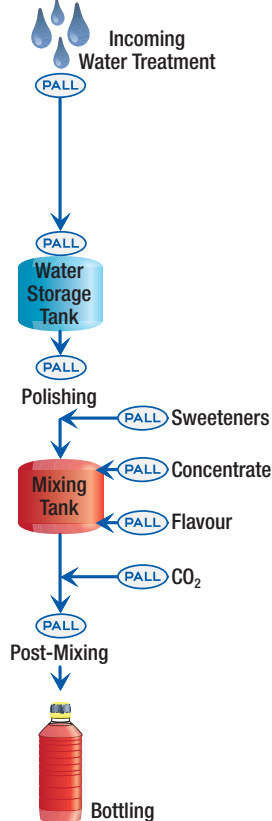 Incoming
Water Treatment
PALL
PALL
Water
Storage
Tank
PALL
Polishing
PALL Sweeteners
PALL Concentrate
Mixing
Tank
PALL Flavour
PALL CO₂
PALL
Post-Mixing
Bottling